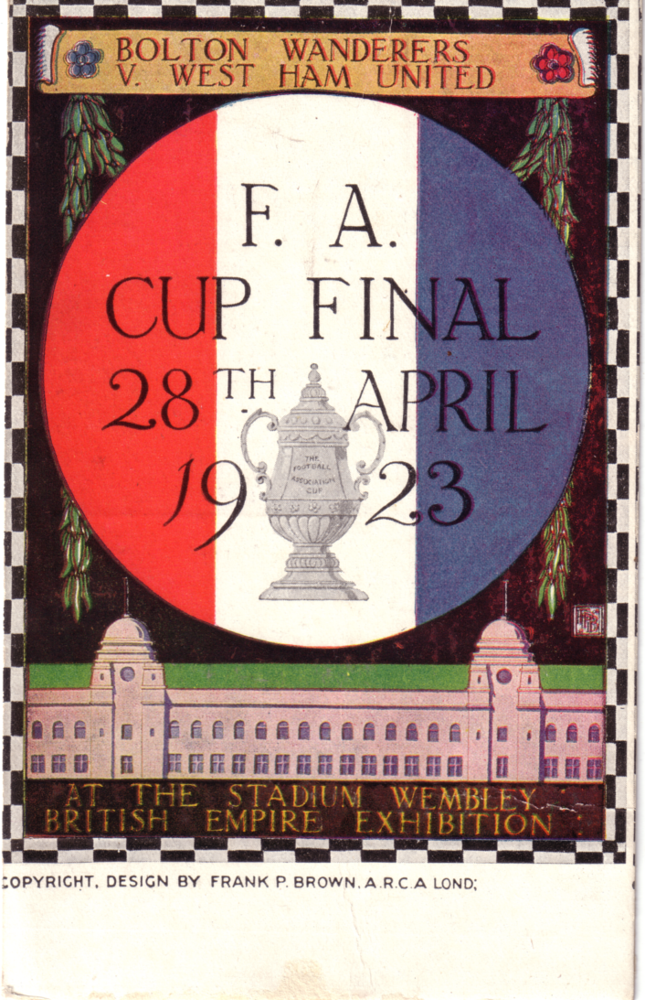 BOLTON WANDERERS
V. WEST HAM UNITED
F. A.
CUP FINAL
28TH APRIL
1923
THE
FOOTBALL
ASSOCIATION
CUP
AT THE STADIUM WEMBLEY
BRITISH EMPIRE EXHIBITION
COPYRIGHT. DESIGN BY FRANK P. BROWN. A.R.C.A LOND;